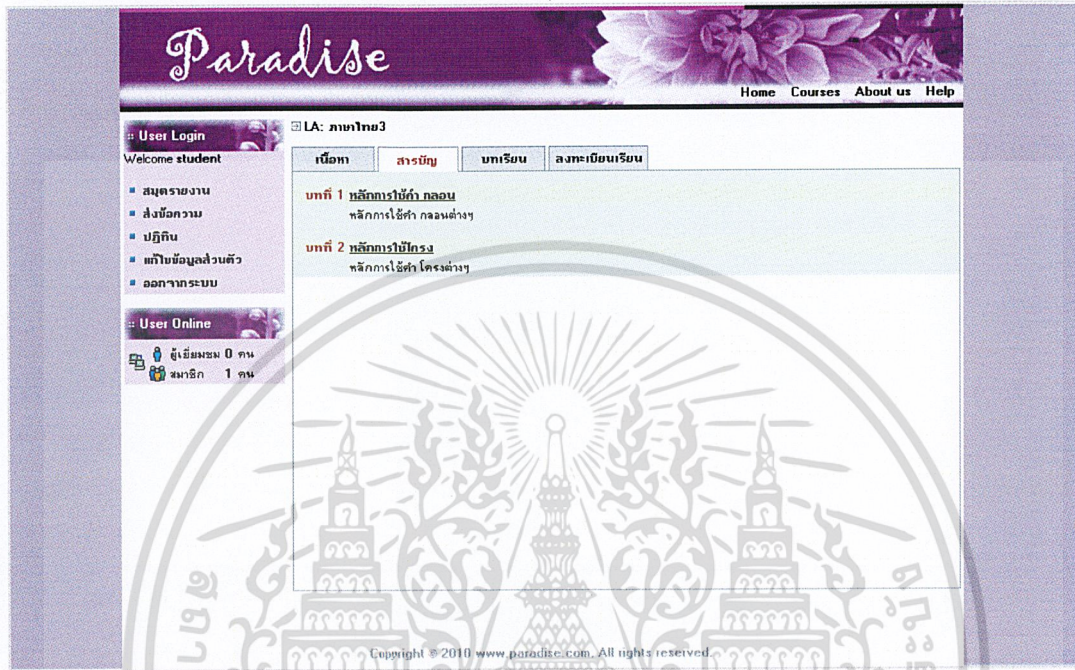 Paradise
Home Courses About us Help
:: User Login
Welcome student
สมุดรายงาน
ส่งข้อความ
ปฏิทิน
แก้ไขข้อมูลส่วนตัว
ออกจากระบบ
:: User Online
ผู้เยี่ยมชม 0 คน
สมาชิก 1 คน
LA: ภาษาไทย3
เนื้อหา สารบัญ บทเรียน ลงทะเบียนเรียน
บทที่ 1 หลักการใช้คำ กลอน
หลักการใช้คำ กลอนต่างๆ
บทที่ 2 หลักการใช้โครง
หลักการใช้คำ โครงต่างๆ
Copyright © 2010 www.paradise.com, All rights reserved.